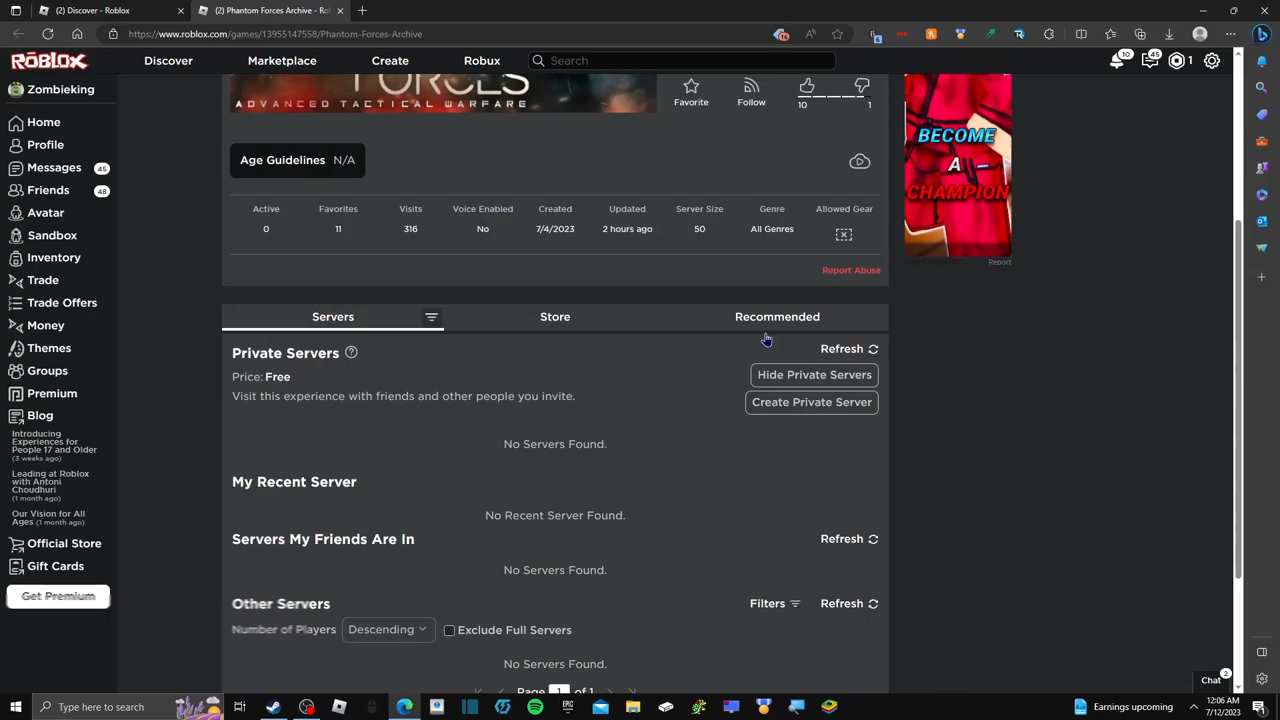 (2) Discover - Roblox
(2) Phantom Forces Archive - Ro
https://www.roblox.com/games/13955147558/Phantom-Forces-Archive
ROBLOX
Discover
Marketplace
Create
Robux
Search
10
45
1
Zombieking
Home
Profile
Messages
45
Friends
48
Avatar
Sandbox
Inventory
Trade
Trade Offers
Money
Themes
Groups
Premium
Blog
Introducing
Experiences for
People 17 and Older
(3 weeks ago)
Leading at Roblox
with Antoni
Choudhuri
(1 month ago)
Our Vision for All
Ages (1 month ago)
Official Store
Gift Cards
Get Premium
FORCES
ADVANCED TACTICAL WARFARE
Favorite
Follow
10
1
Age Guidelines N/A
Active
Favorites
Visits
Voice Enabled
Created
Updated
Server Size
Genre
Allowed Gear
0
11
316
No
7/4/2023
2 hours ago
50
All Genres
Report Abuse
Servers
Store
Recommended
Private Servers
Refresh
Price: Free
Hide Private Servers
Visit this experience with friends and other people you invite.
Create Private Server
No Servers Found.
My Recent Server
No Recent Server Found.
Servers My Friends Are In
Refresh
No Servers Found.
Other Servers
Filters
Refresh
Number of Players
Descending
Exclude Full Servers
No Servers Found.
Page 1 of 1
BECOME
A
CHAMPION
Report
Chat
2
Type here to search
EPIC
Earnings upcoming
12:06 AM
7/12/2023